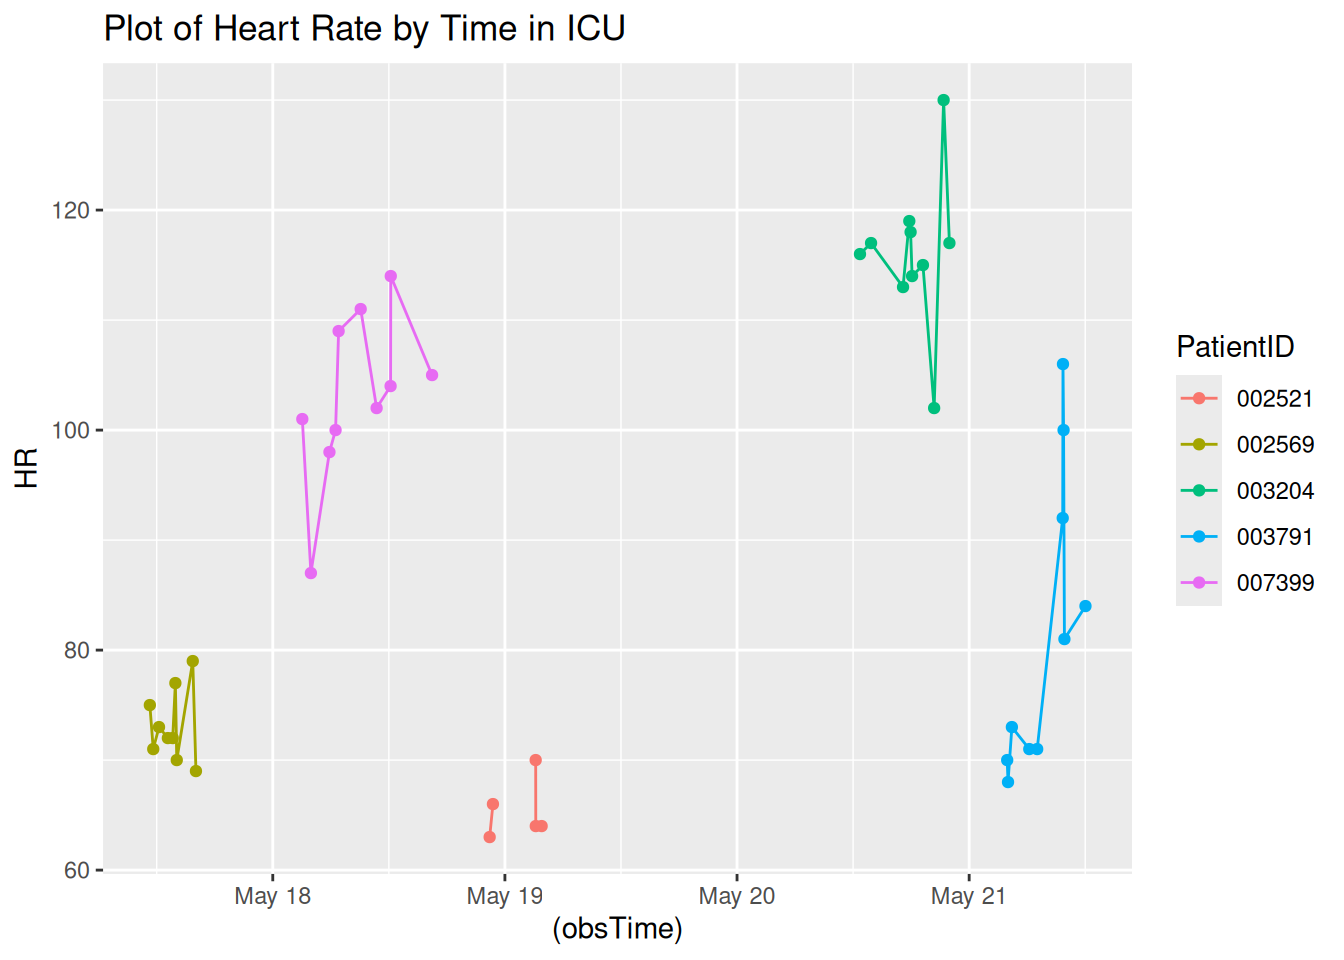 Plot of Heart Rate by Time in ICU
HR
120
100
80
60
May 18
May 19
May 20
May 21
(obsTime)
PatientID
002521
002569
003204
003791
007399